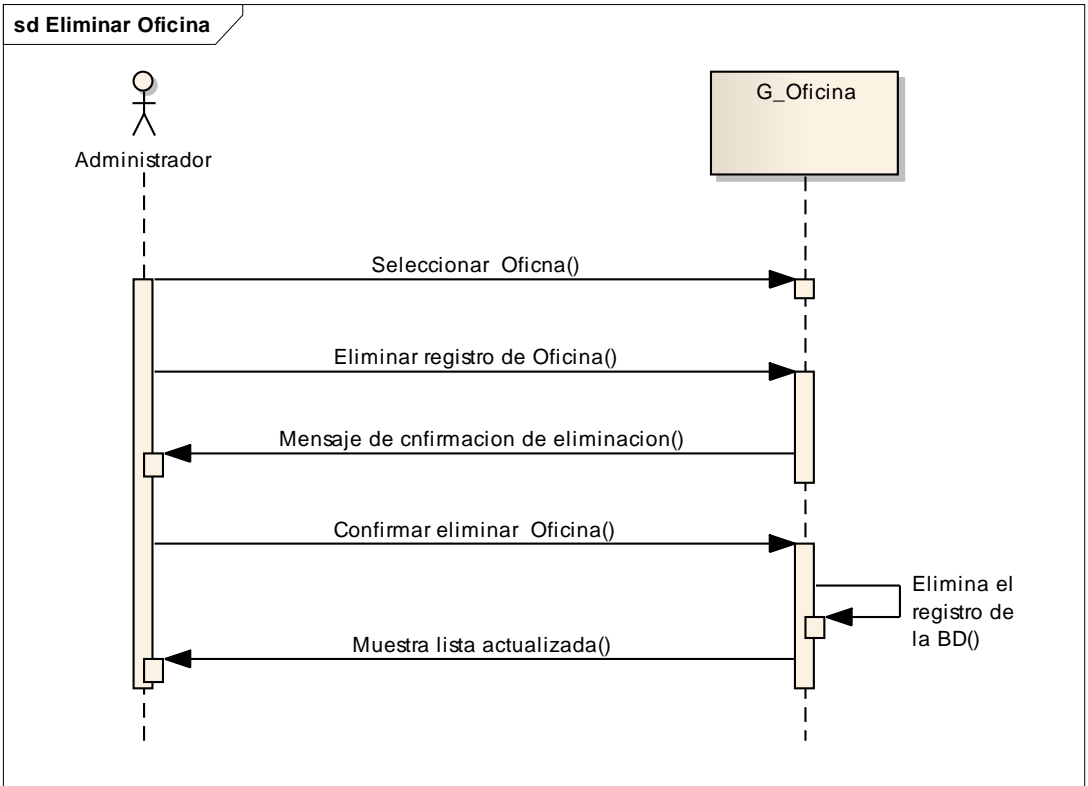 sd Eliminar Oficina
Administrador
G_Oficina
Seleccionar Oficna()
Eliminar registro de Oficina()
Mensaje de cnfirmacion de eliminacion()
Confirmar eliminar Oficina()
Elimina el
registro de
la BD()
Muestra lista actualizada()